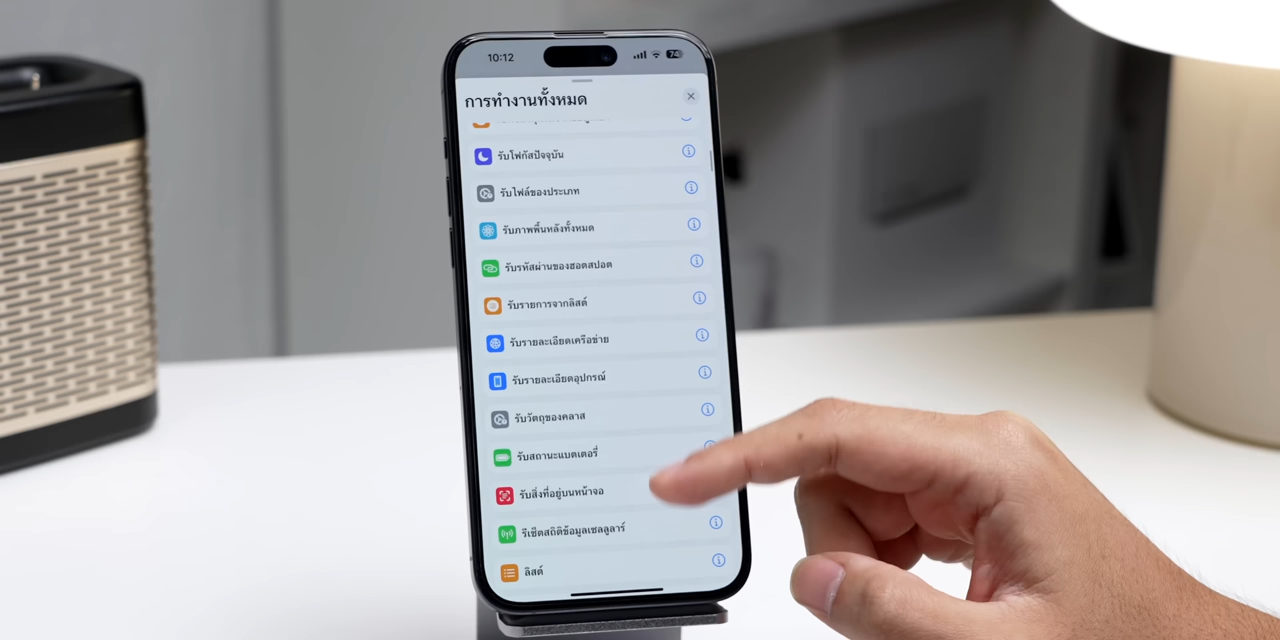 10:12
74
การทำงานทั้งหมด
รับโฟกัสปัจจุบัน
รับไฟล์ของประเภท
รับภาพพื้นหลังทั้งหมด
รับรหัสผ่านของฮอตสปอต
รับรายการจากลิสต์
รับรายละเอียดเครือข่าย
รับรายละเอียดอุปกรณ์
รับวัตถุของคลาส
รับสถานะแบตเตอรี่
รับสิ่งที่อยู่บนหน้าจอ
รีเซ็ตสถิติข้อมูลเซลลูลาร์
ลิสต์